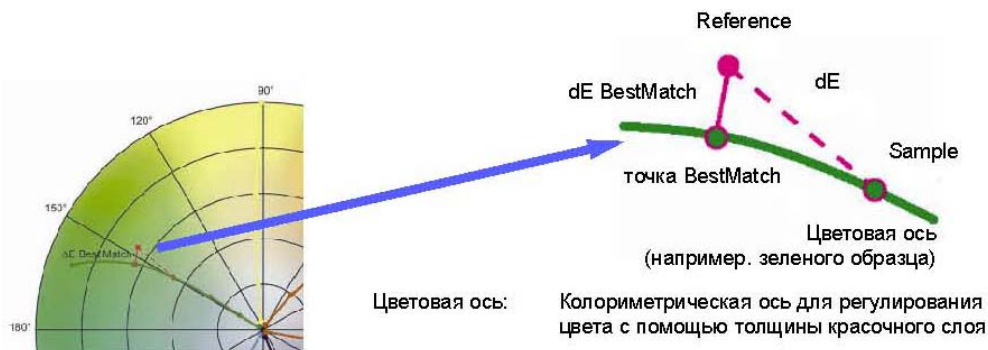 Reference
dE BestMatch
dE
Sample
точка BestMatch
Цветовая ось
(например. зеленого образца)
90°
120°
150°
dE BestMatch
180°
Цветовая ось: Колориметрическая ось для регулирования
цвета с помощью толщины красочного слоя